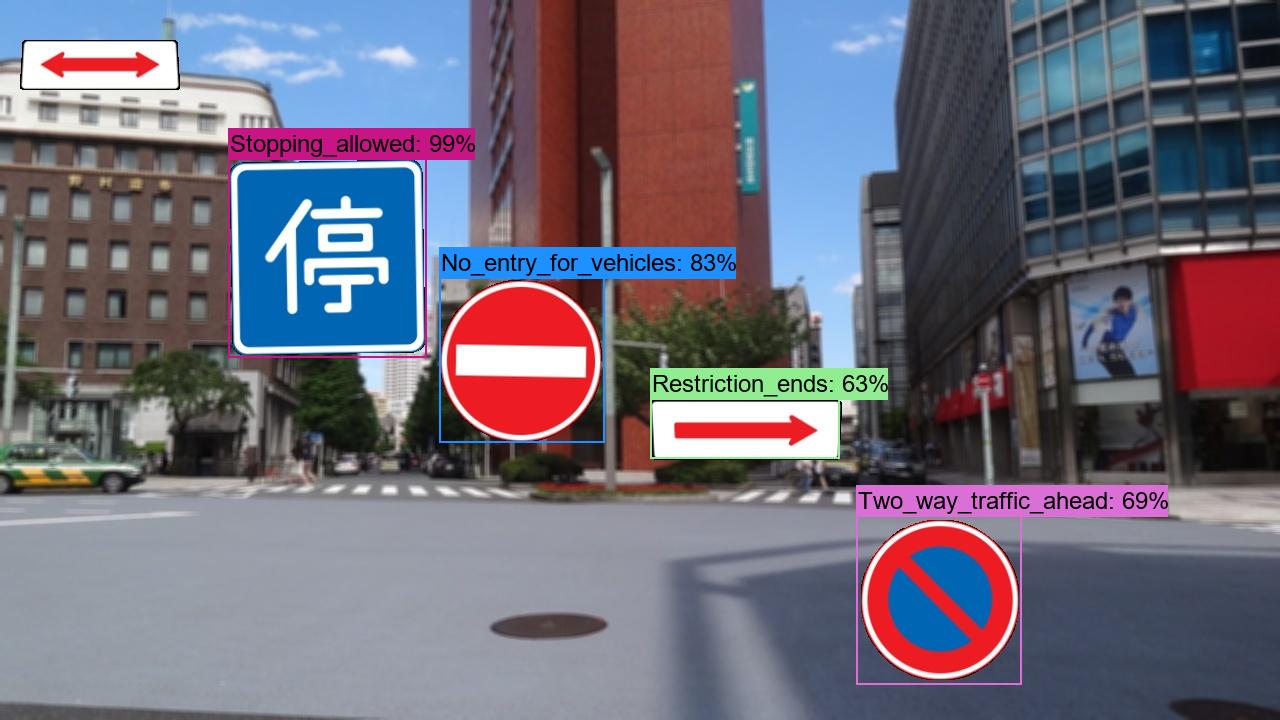 Stopping_allowed: 99%
停
No_entry_for_vehicles: 83%
Restriction_ends: 63%
Two_way_traffic_ahead: 69%